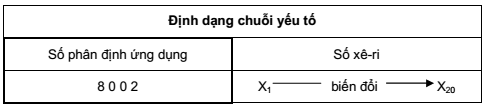 Định dạng chuỗi yếu tố
Số phân định ứng dụng Số xê-ri
8 0 0 2 X1 biến đổi X20